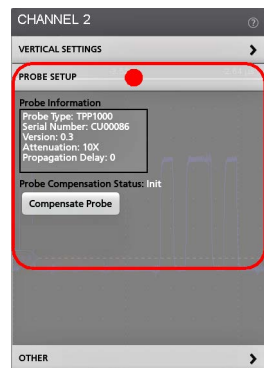 CHANNEL 2
?
VERTICAL SETTINGS
PROBE SETUP
Probe Information
Probe Type: TPP1000
Serial Number: CU00086
Version: 0.3
Attenuation: 10X
Propagation Delay: 0
Probe Compensation Status: Init
Compensate Probe
OTHER